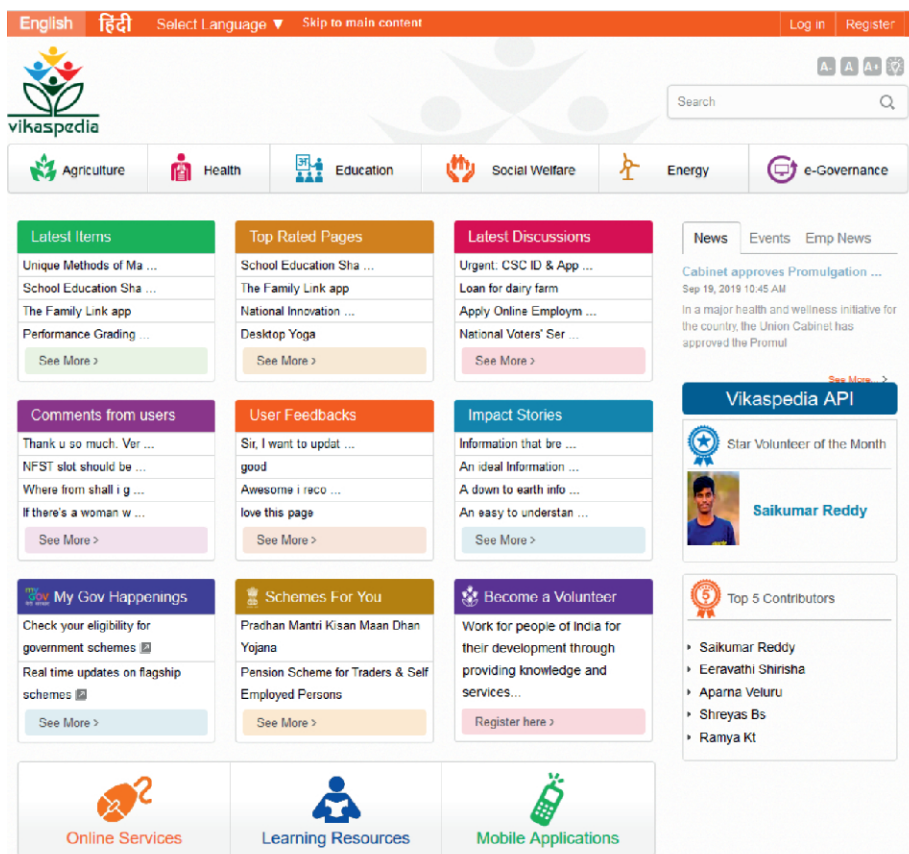 English हिंदी Select Language ▼ Skip to main content Log in Register
A- A A+
vikaspedia
Search
Agriculture Health Education Social Welfare Energy e-Governance
Latest Items
Unique Methods of Ma ...
School Education Sha ...
The Family Link app
Performance Grading ...
See More >
Top Rated Pages
School Education Sha ...
The Family Link app
National Innovation ...
Desktop Yoga
See More >
Latest Discussions
Urgent: CSC ID & App ...
Loan for dairy farm
Apply Online Employm ...
National Voters' Ser ...
See More >
News Events Emp News
Cabinet approves Promulgation ...
Sep 19, 2019 10:45 AM
In a major health and wellness initiative for
the country, the Union Cabinet has
approved the Promul
See More... >
Comments from users
Thank u so much. Ver ...
NFST slot should be ...
Where from shall i g ...
If there's a woman w ...
See More >
User Feedbacks
Sir, I want to updat ...
good
Awesome i reco ...
love this page
See More >
Impact Stories
Information that bre ...
An ideal Information ...
A down to earth info ...
An easy to understan ...
See More >
Vikaspedia API
Star Volunteer of the Month
Saikumar Reddy
My Gov Happenings
Check your eligibility for
government schemes
Real time updates on flagship
schemes
See More >
Schemes For You
Pradhan Mantri Kisan Maan Dhan
Yojana
Pension Scheme for Traders & Self
Employed Persons
See More >
Become a Volunteer
Work for people of India for
their development through
providing knowledge and
services...
Register here >
5
Top 5 Contributors
Saikumar Reddy
Eeravathi Shirisha
Aparna Veluru
Shreyas Bs
Ramya Kt
Online Services
Learning Resources
Mobile Applications